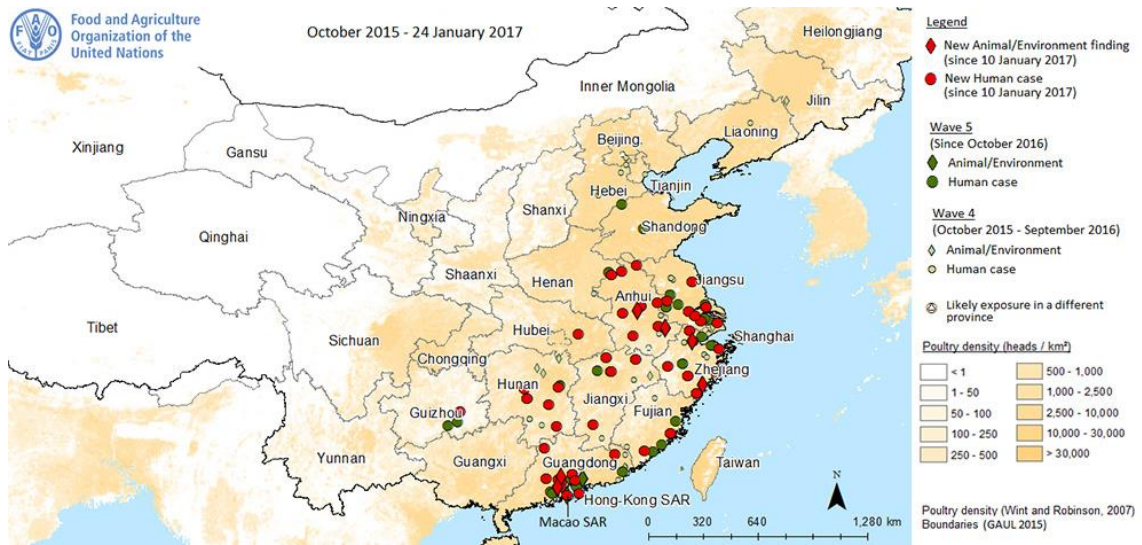 Food and Agriculture
Organization of the
United Nations
FAO
FIAT PANIS
October 2015 - 24 January 2017
Heilongjiang
Inner Mongolia
Jilin
Xinjiang
Gansu
Beijing
Liaoning
Tianjin
Hebei
Ningxia
Shanxi
Shandong
Qinghai
Shaanxi
Henan
Jiangsu
Anhui
Tibet
Sichuan
Hubei
Shanghai
Chongqing
Zhejiang
Hunan
Jiangxi
Guizhou
Fujian
Yunnan
Guangxi
Guangdong
Taiwan
Hong-Kong SAR
Macao SAR
N
0 320 640 1,280 km
Legend
New Animal/Environment finding
(since 10 January 2017)
New Human case
(since 10 January 2017)
Wave 5
(Since October 2016)
Animal/Environment
Human case
Wave 4
(October 2015 - September 2016)
Animal/Environment
Human case
Likely exposure in a different
province
Poultry density (heads / km²)
< 1 500 - 1,000
1 - 50 1,000 - 2,500
50 - 100 2,500 - 10,000
100 - 250 10,000 - 30,000
250 - 500 > 30,000
Poultry density (Wint and Robinson, 2007)
Boundaries (GAUL 2015)